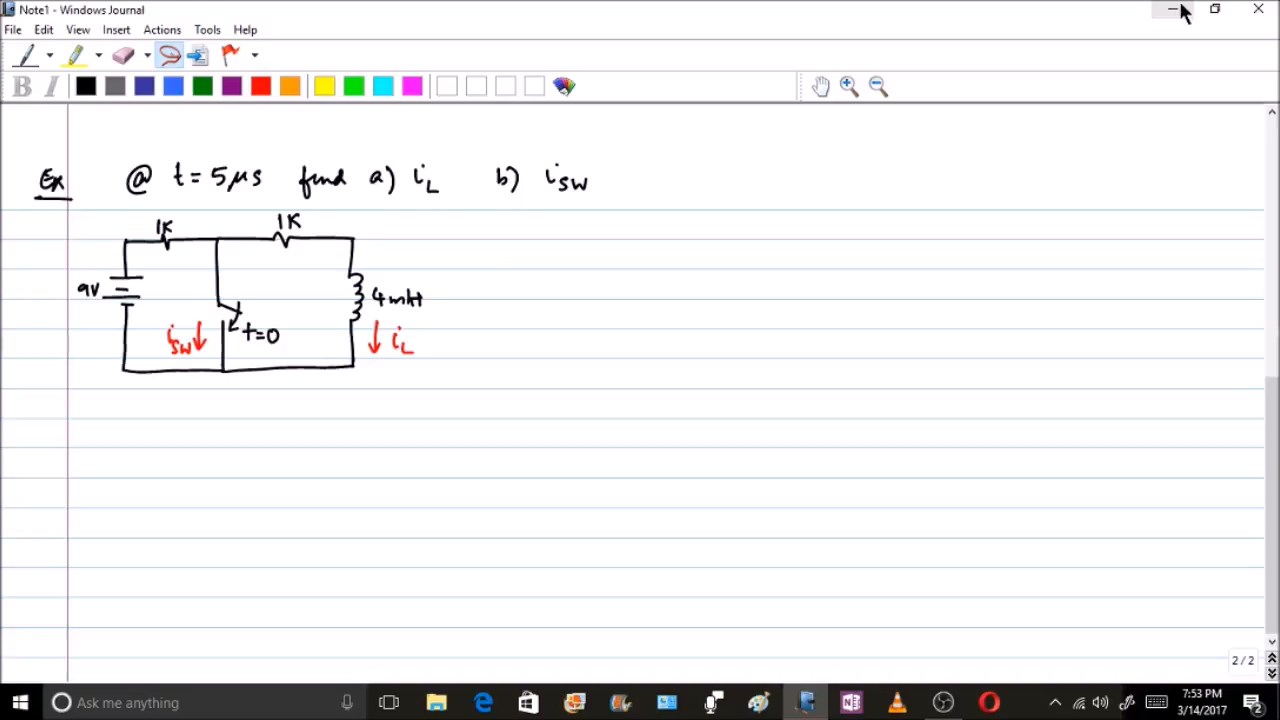 Note1 - Windows Journal
File Edit View Insert Actions Tools Help
B I
Ex @ t = 5μs find a) iL b) isw
1K 1K
9V
4mH
t=0
isw
iL
2 / 2
Ask me anything
7:53 PM
3/14/2017
2